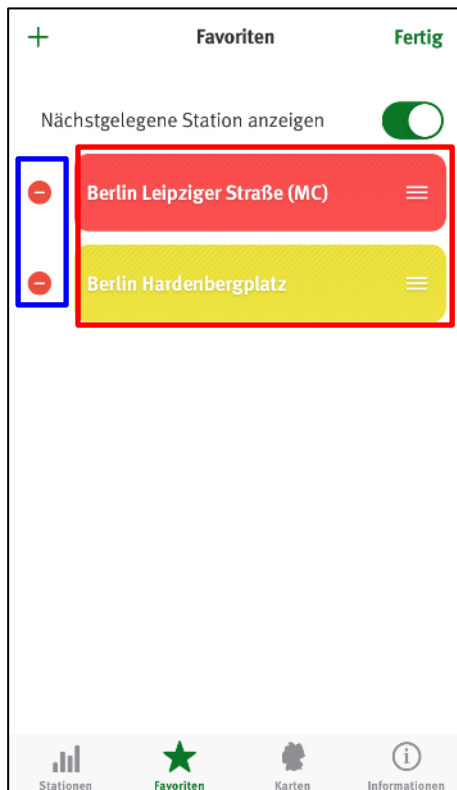 + Favoriten Fertig
Nächstgelegene Station anzeigen
Berlin Leipziger Straße (MC)
Berlin Hardenbergplatz
Stationen Favoriten Karten Informationen